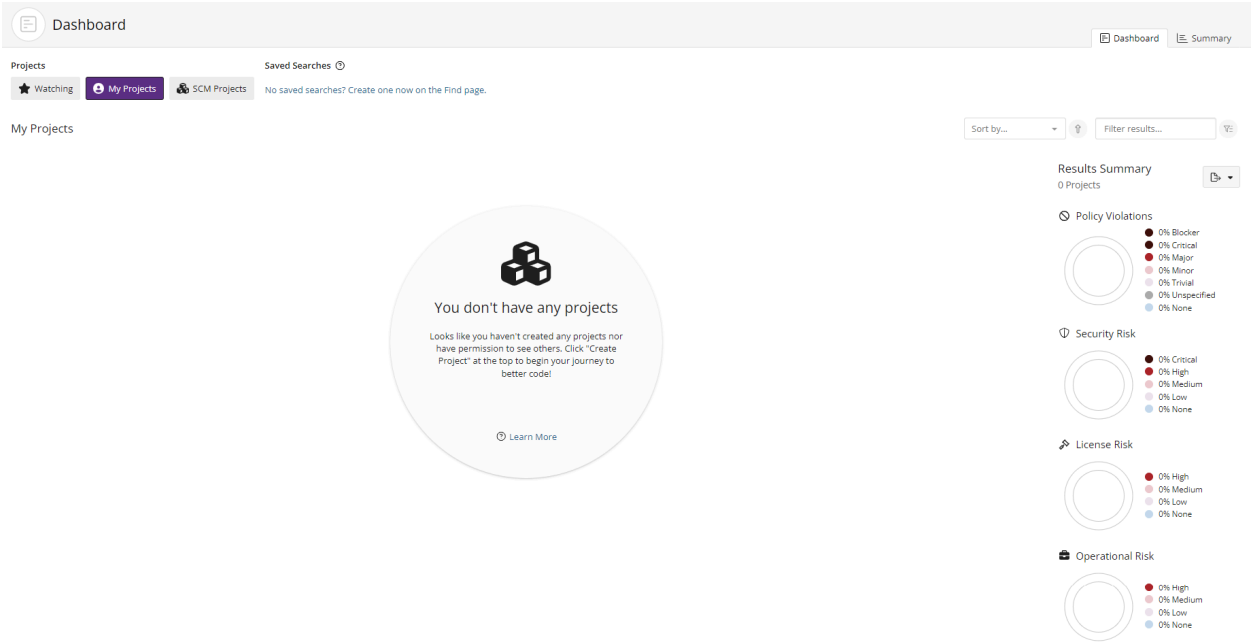 Dashboard
Dashboard
Summary
Projects
Watching
My Projects
SCM Projects
Saved Searches
No saved searches? Create one now on the Find page.
My Projects
Sort by...
Filter results...
You don't have any projects
Looks like you haven't created any projects nor
have permission to see others. Click "Create
Project" at the top to begin your journey to
better code!
Learn More
Results Summary
0 Projects
Policy Violations
0% Blocker
0% Critical
0% Major
0% Minor
0% Trivial
0% Unspecified
0% None
Security Risk
0% Critical
0% High
0% Medium
0% Low
0% None
License Risk
0% High
0% Medium
0% Low
0% None
Operational Risk
0% High
0% Medium
0% Low
0% None